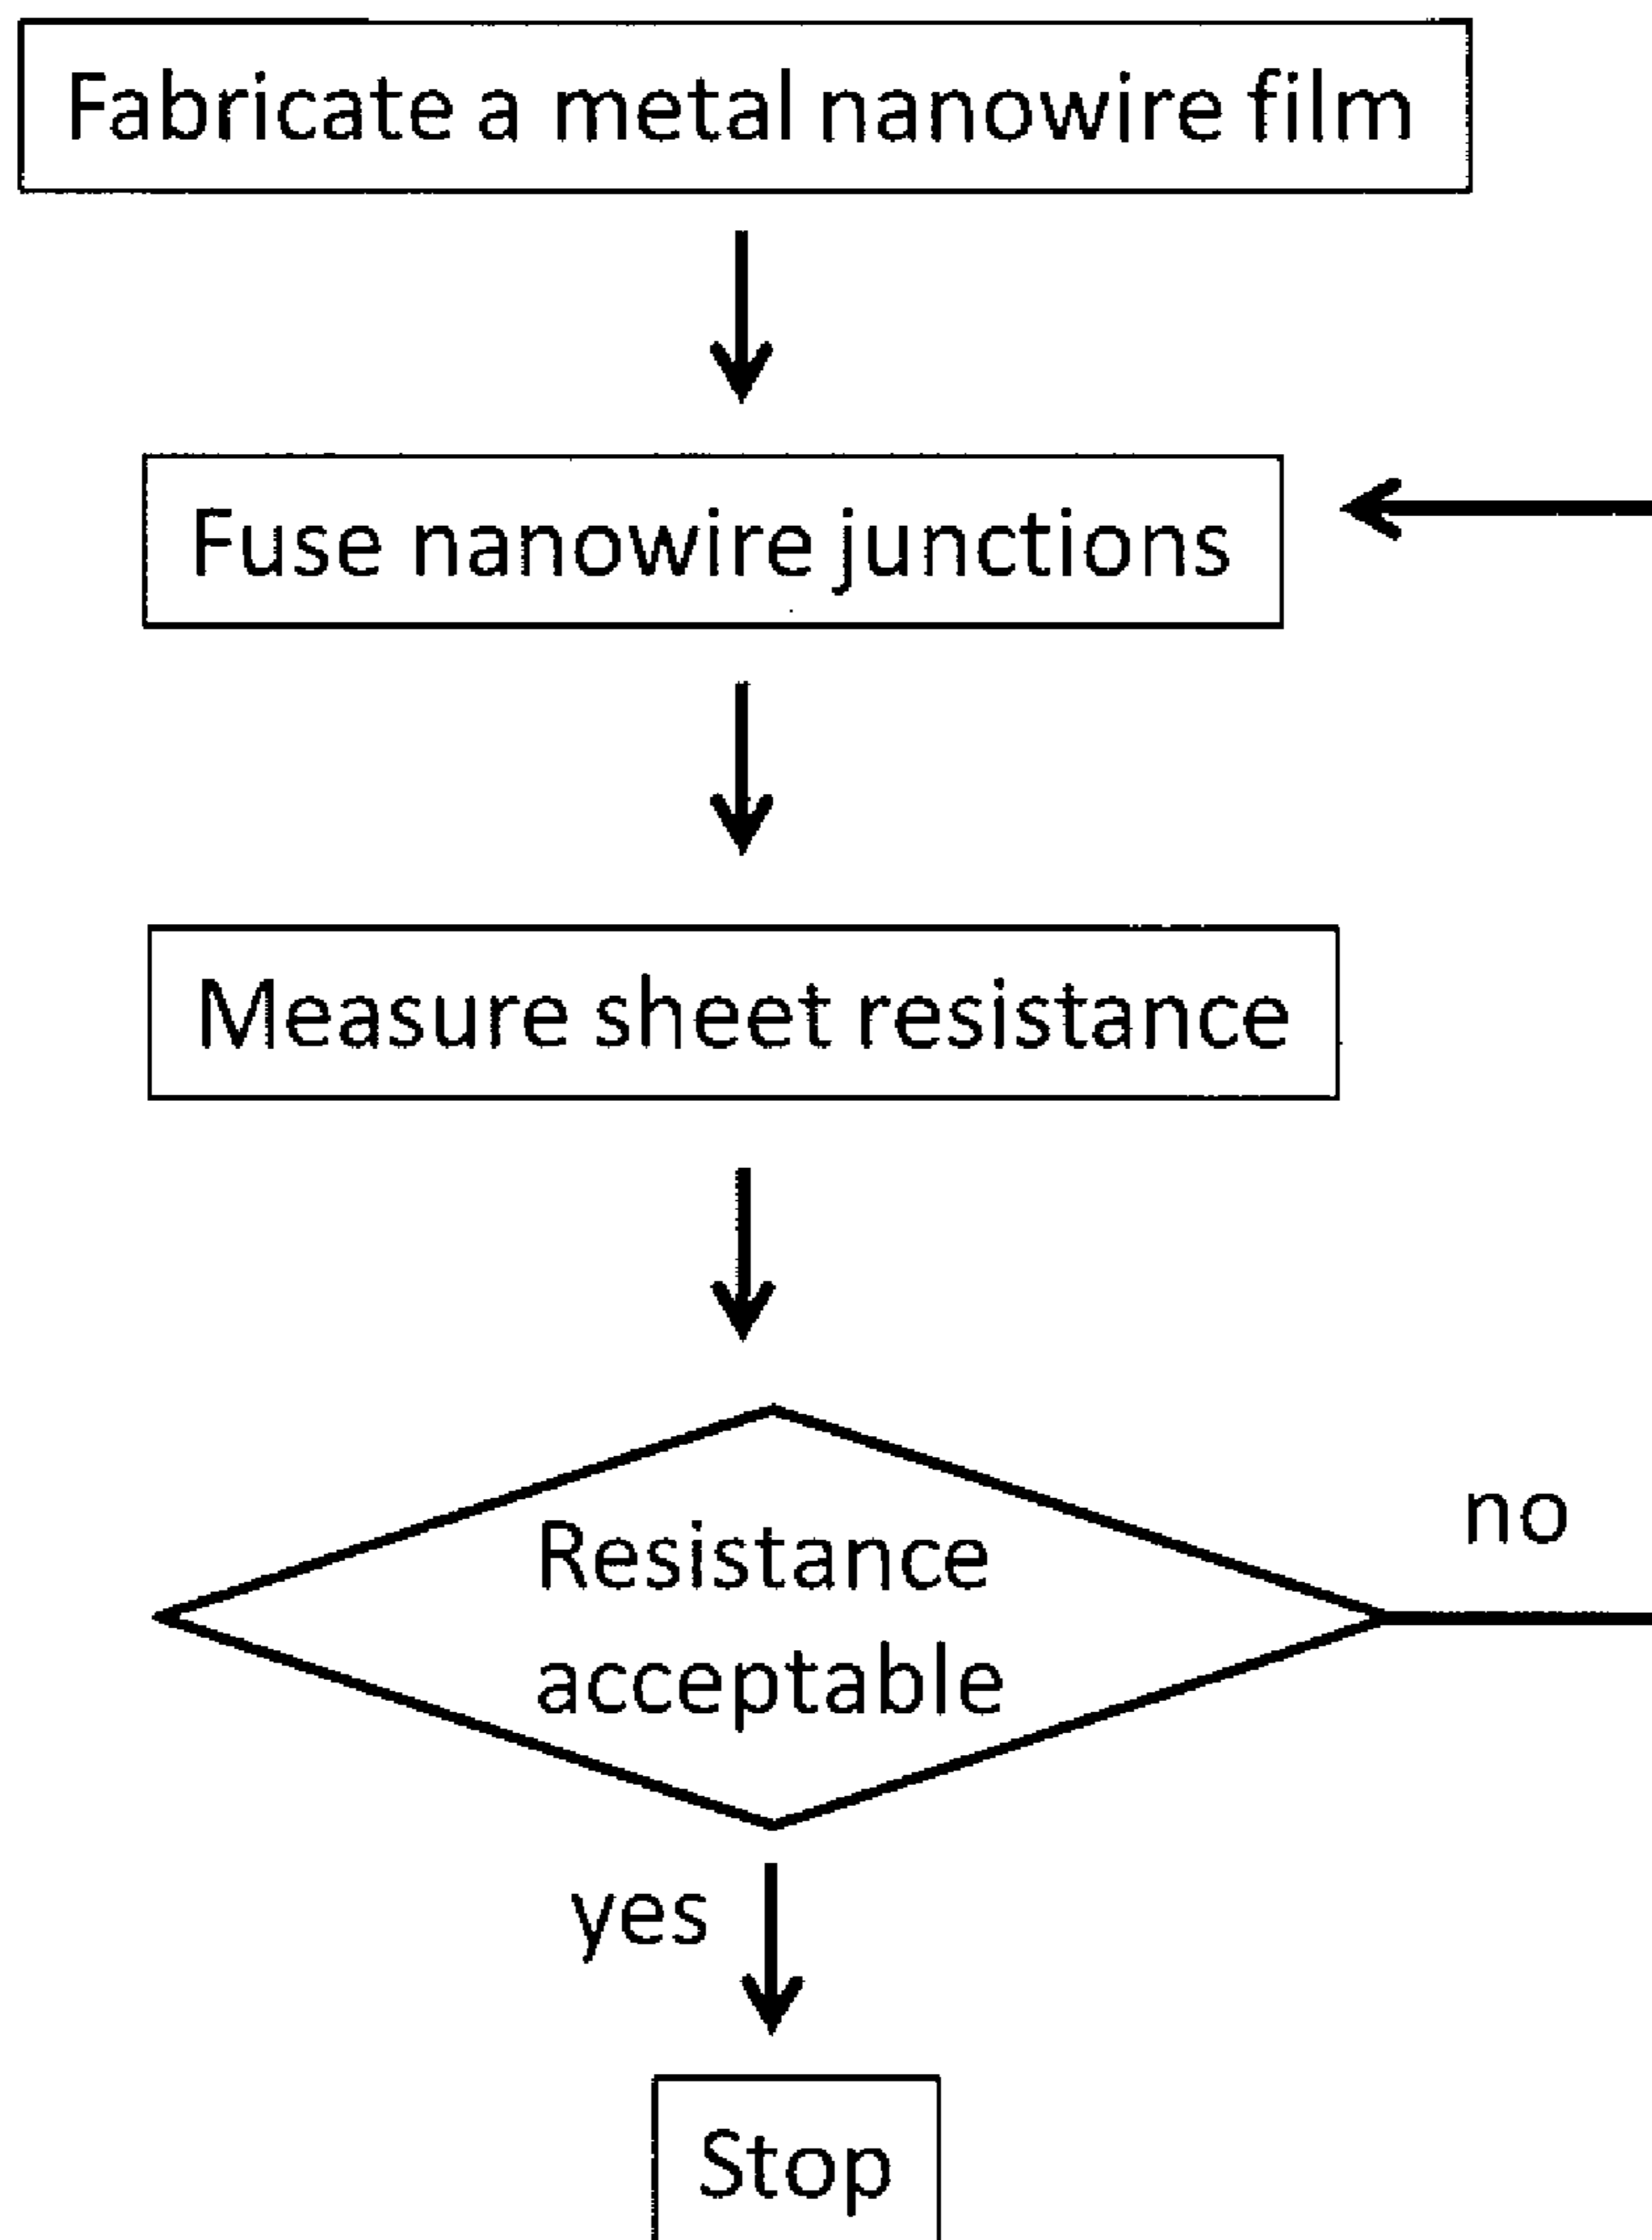 Fabricate a metal nanowire film
Fuse nanowire junctions
Measure sheet resistance
Resistance
acceptable
no
yes
Stop